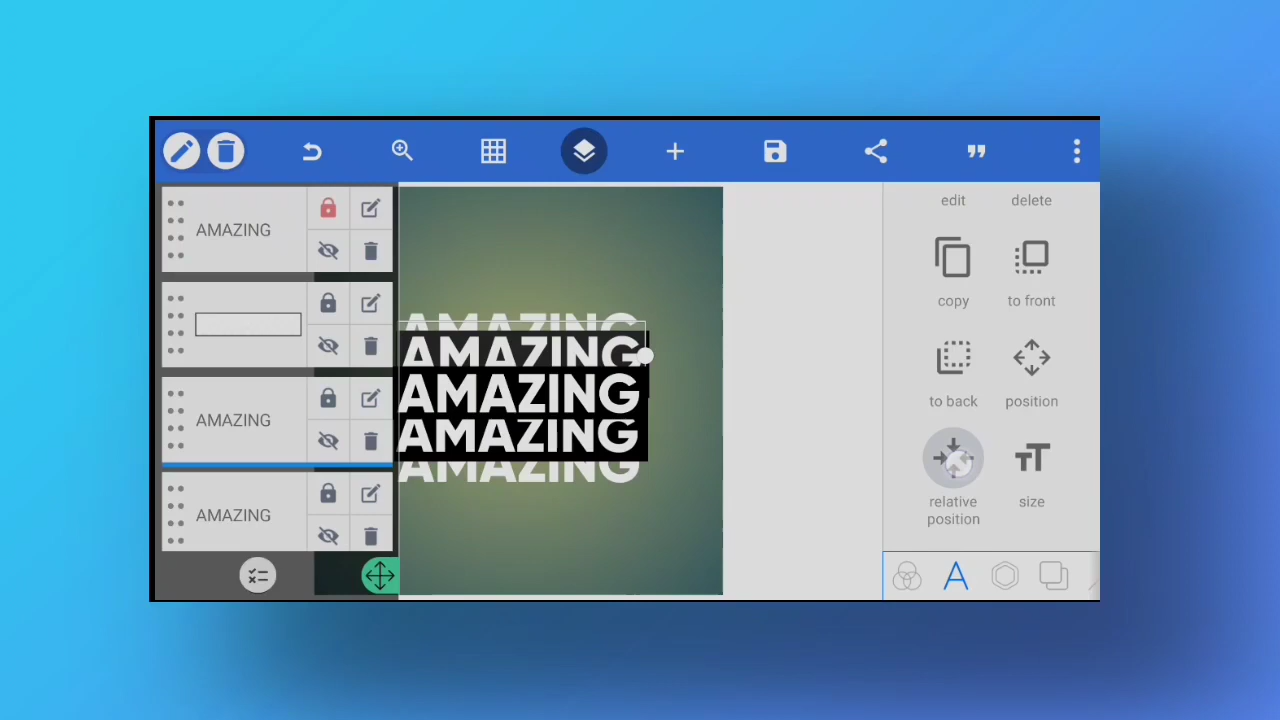 AMAZING
AMAZING
AMAZING
AMAZING
AMAZING
AMAZING
AMAZING
AMAZING
edit
delete
copy
to front
to back
position
relative
position
size